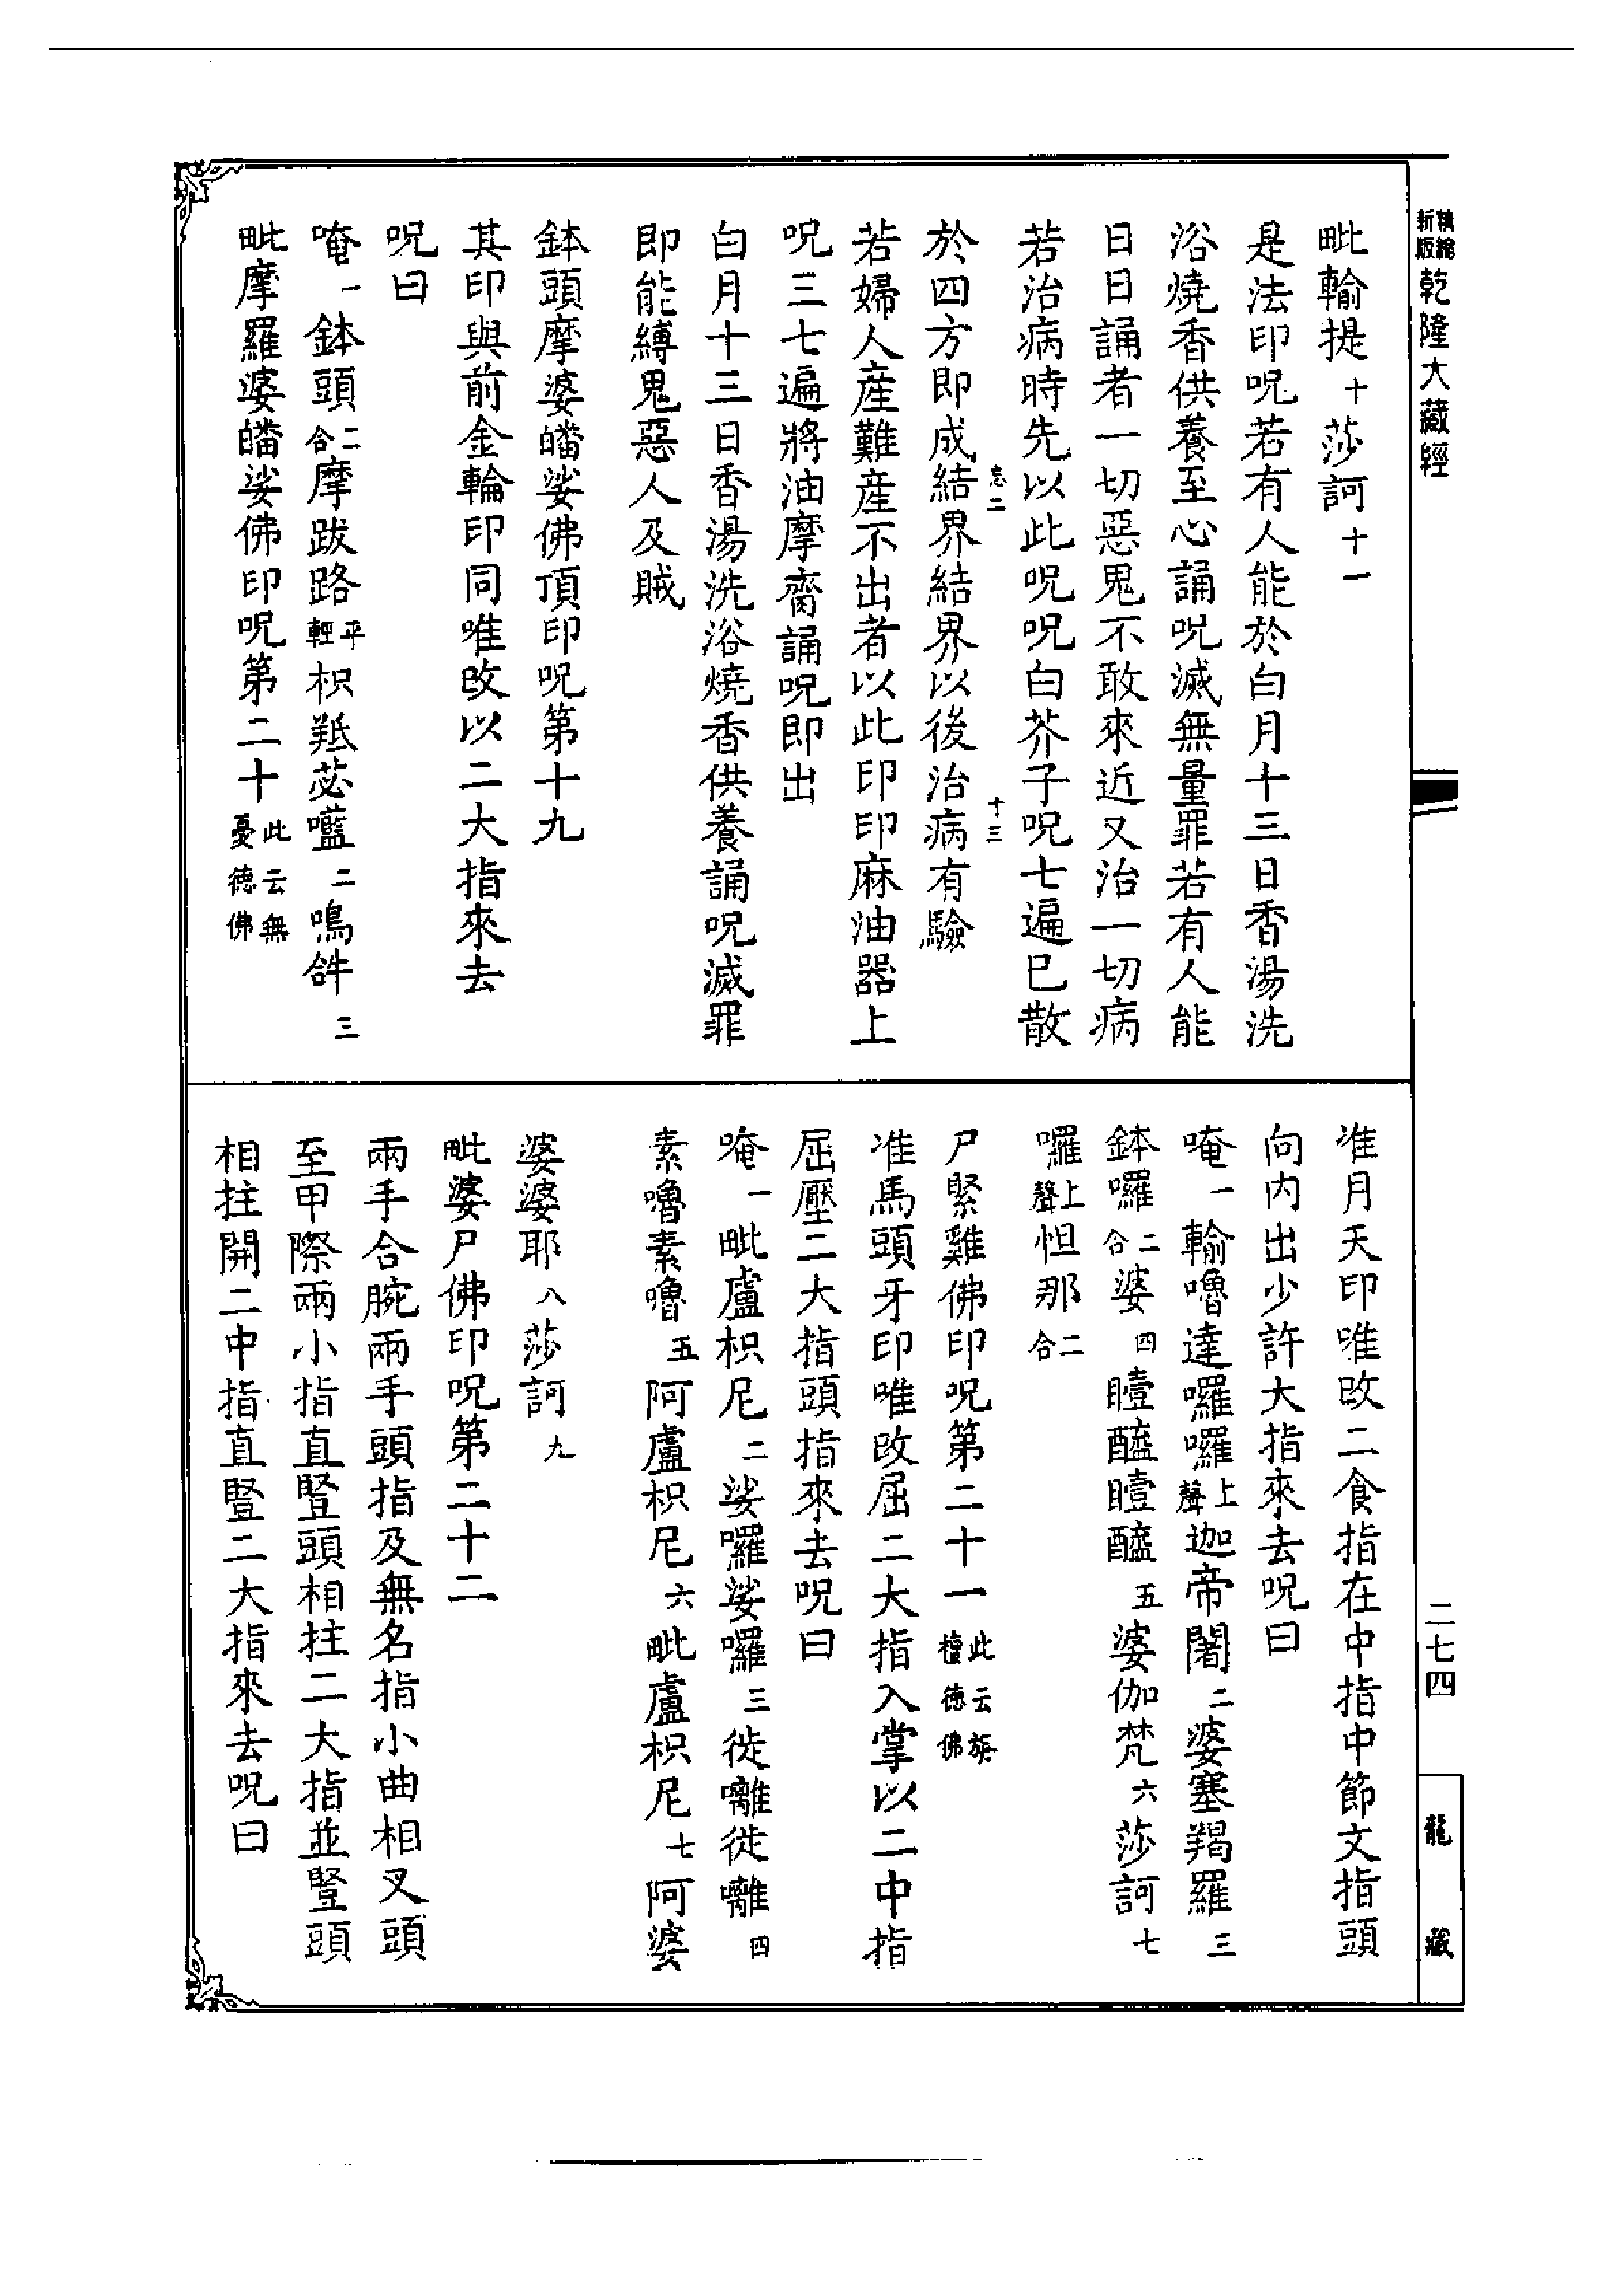 新版精縮 乾隆大藏經
毗輸提十莎訶十一
是法印呪若有人能於白月十三日香湯洗
浴燒香供養至心誦呪滅無量罪若有人能
日日誦者一切惡鬼不敢來近又治一切病
若治病時先以此呪呪白芥子呪七遍已散
忘二 十三
於四方即成結界結界以後治病有驗
若婦人產難產不出者以此印印麻油器上
呪三七遍將油摩齎誦呪即出
白月十三日香湯洗浴燒香供養誦呪滅罪
即能縛鬼惡人及賊
鉢頭摩婆皤娑佛頂印呪第十九
其印與前金輪印同唯改以二大指來去
呪曰
唵一鉢頭二合摩跋路平輕枳羝苾㘕二嗚𤙖三
毗摩羅婆皤娑佛印呪第二十此云無憂德佛
准月天印唯改二食指在中指中節文指頭
向內出少許大指來去呪曰
唵一輸嚕達囉囉上聲迦帝闍二婆塞羯羅三
鉢囉二合婆四瞳醯瞳醯五婆伽梵六莎訶七
囉上聲怛那二合
尸緊雞佛印呪第二十一此云旃檀德佛
准馬頭牙印唯改屈二大指入掌以二中指
屈壓二大指頭指來去呪曰
唵一毗盧枳尼二娑囉娑囉三徙囄徙囄四
素嚕素嚕五阿盧枳尼六毗盧枳尼七阿婆
婆婆耶八莎訶九
毗婆尸佛印呪第二十二
兩手合腕兩手頭指及無名指小曲相叉頭
至甲際兩小指直豎頭相拄二大指並豎頭
相拄開二中指直豎二大指來去呪曰
二七四
龍藏